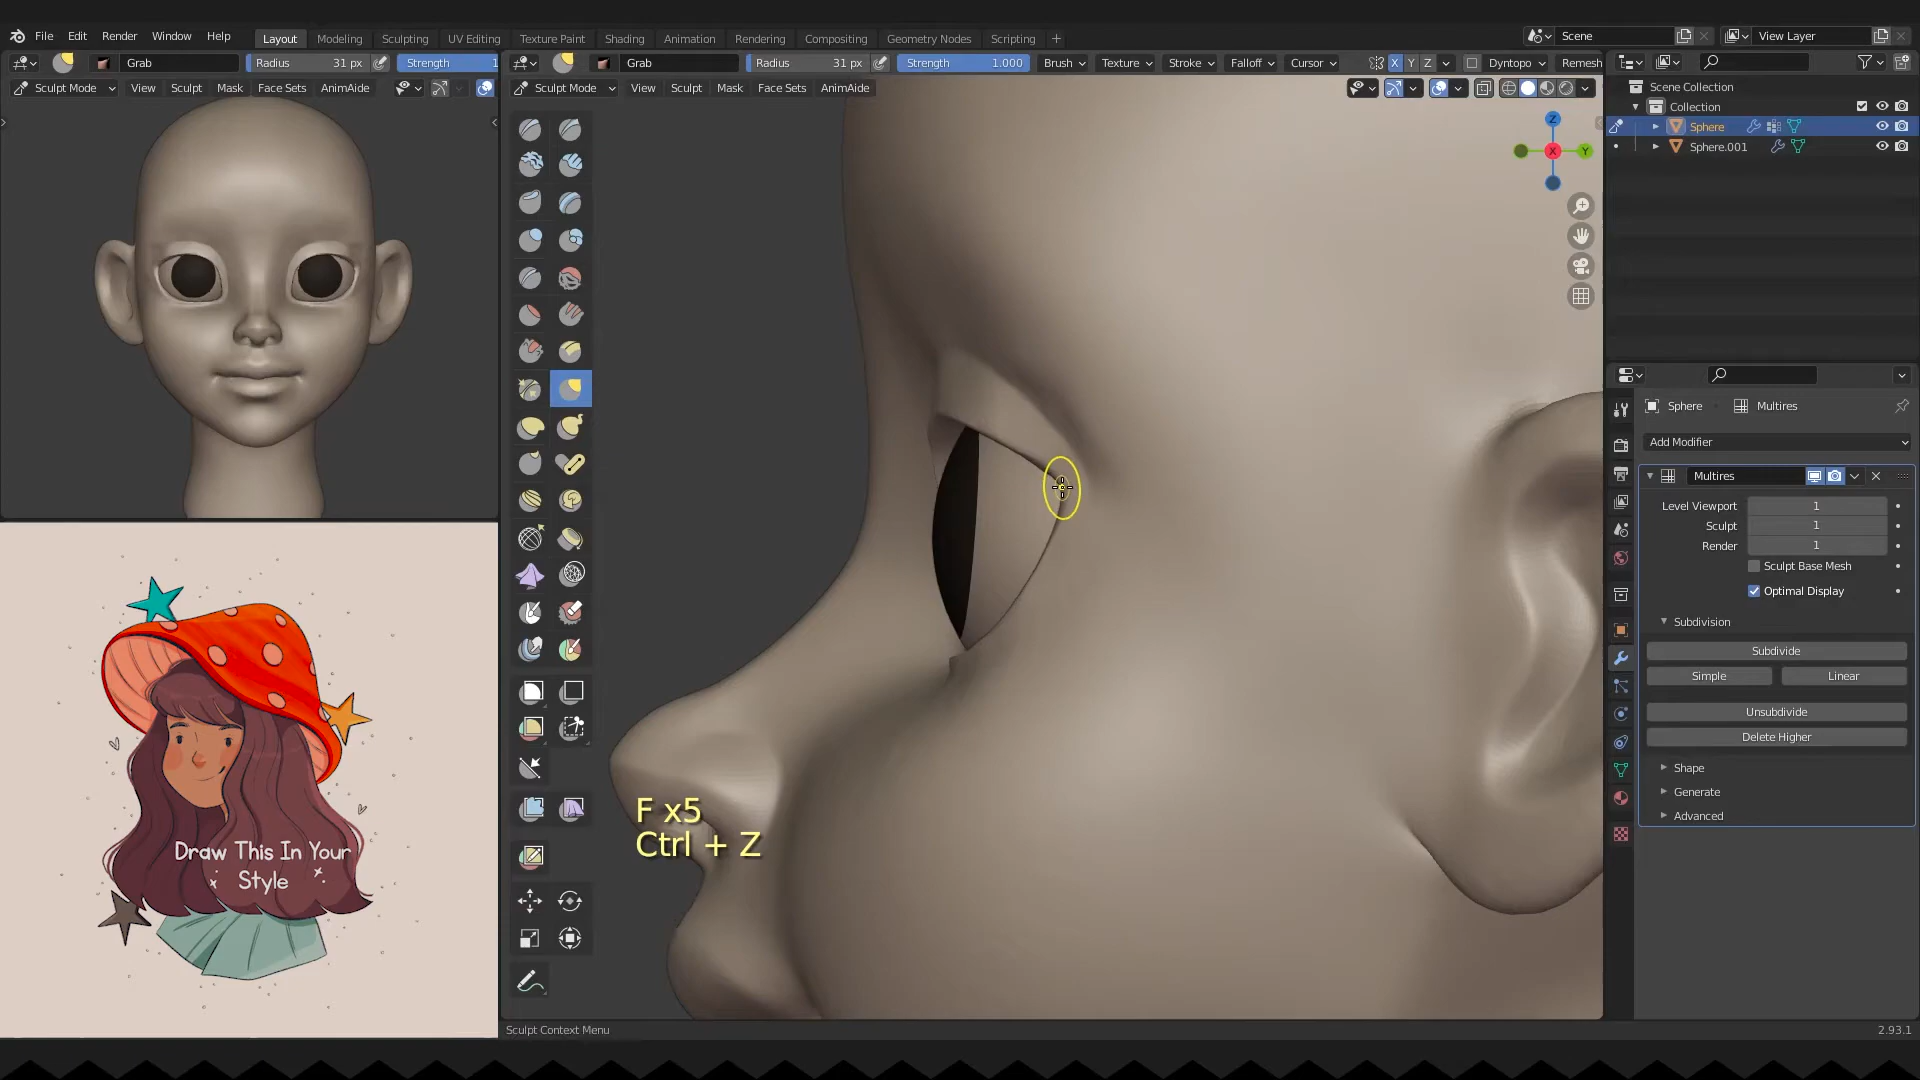 File Edit Render Window Help Layout Modeling Sculpting UV Editing Texture Paint Shading Animation Rendering Compositing Geometry Nodes Scripting + Scene View Layer
Grab Radius 31 px Strength 1
Grab Radius 31 px Strength 1.000 Brush Texture Stroke Falloff Cursor X Y Z Dyntopo Remesh
Sculpt Mode View Sculpt Mask Face Sets AnimAide
Sculpt Mode View Sculpt Mask Face Sets AnimAide
Z
X
Y
Scene Collection
Collection
Sphere
Sphere.001
Sphere Multires
Add Modifier
Multires
Level Viewport 1
Sculpt 1
Render 1
Sculpt Base Mesh
Optimal Display
Subdivision
Subdivide
Simple Linear
Unsubdivide
Delete Higher
Shape
Generate
Advanced
F x5
Ctrl + Z
Draw This In Your
Style
Sculpt Context Menu
2.93.1